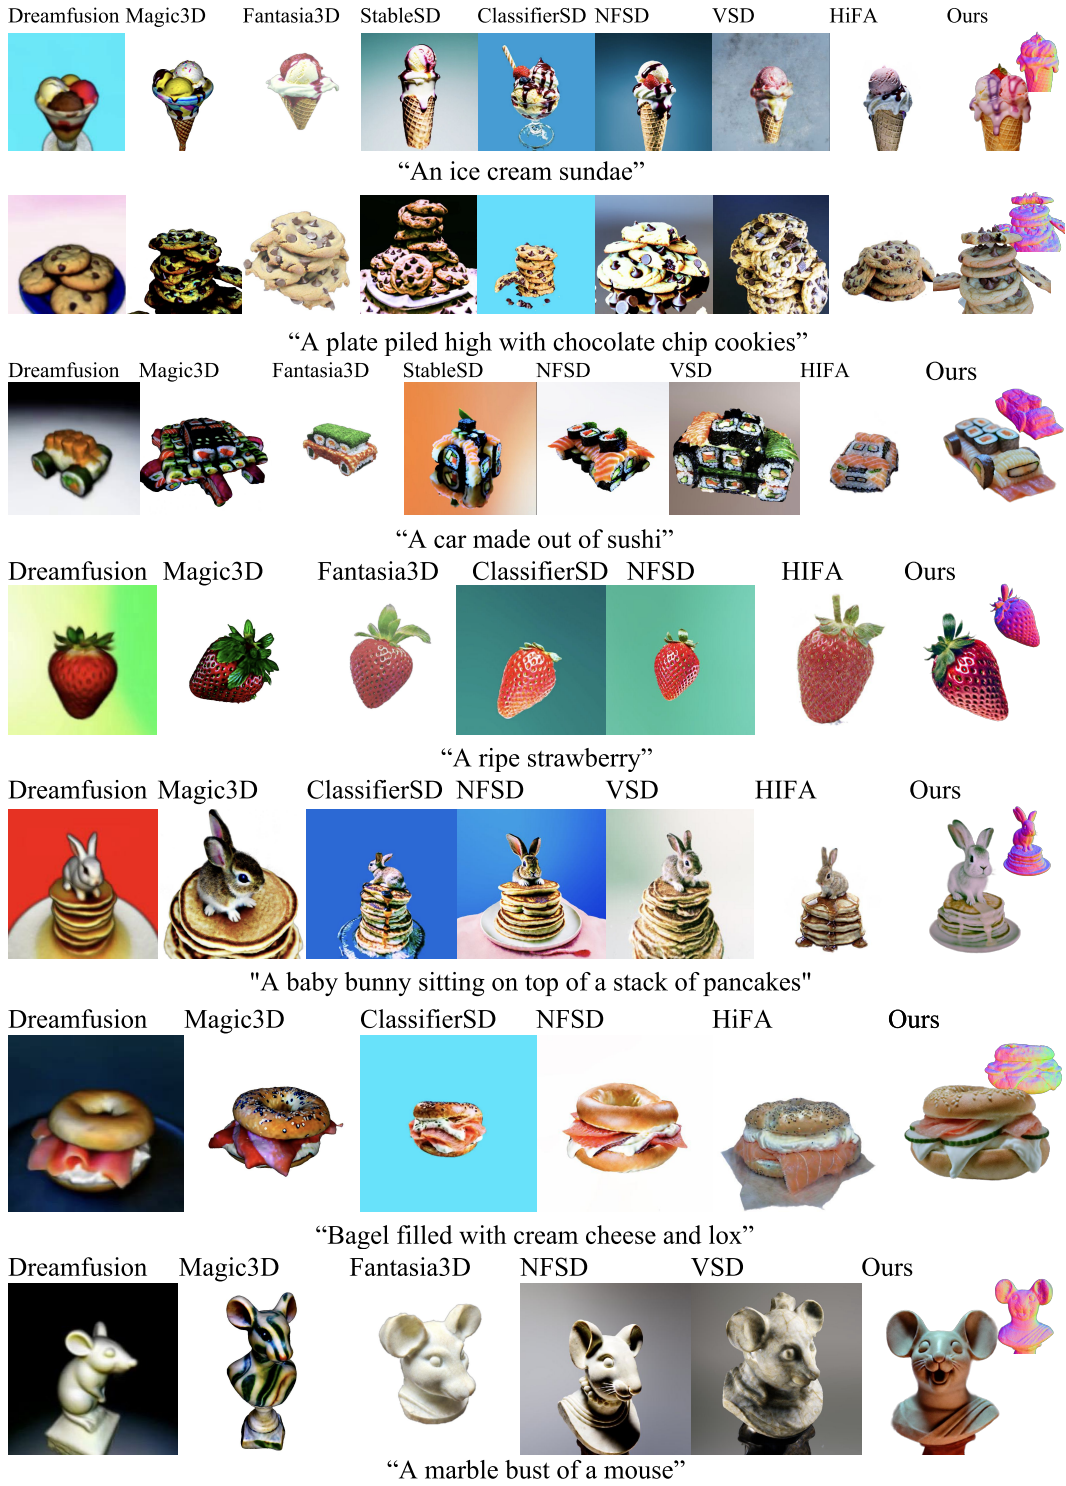 Dreamfusion Magic3D Fantasia3D StableSD ClassifierSD NFSD VSD HiFA Ours
“An ice cream sundae”
“A plate piled high with chocolate chip cookies”
Dreamfusion Magic3D Fantasia3D StableSD NFSD VSD HIFA Ours
“A car made out of sushi”
Dreamfusion Magic3D Fantasia3D ClassifierSD NFSD HIFA Ours
“A ripe strawberry”
Dreamfusion Magic3D ClassifierSD NFSD VSD HIFA Ours
"A baby bunny sitting on top of a stack of pancakes"
Dreamfusion Magic3D ClassifierSD NFSD HiFA Ours
“Bagel filled with cream cheese and lox”
Dreamfusion Magic3D Fantasia3D NFSD VSD Ours
“A marble bust of a mouse”